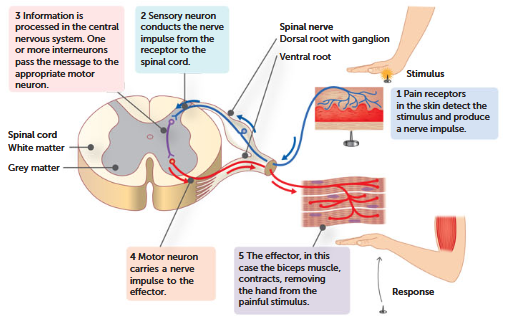 3 Information is
processed in the central
nervous system. One
or more interneurons
pass the message to the
appropriate motor
neuron.
2 Sensory neuron
conducts the nerve
impulse from the
receptor to the
spinal cord.
Spinal nerve
Dorsal root with ganglion
Ventral root
Stimulus
1 Pain receptors
in the skin detect the
stimulus and produce
a nerve impulse.
Spinal cord
White matter
Grey matter
4 Motor neuron
carries a nerve
impulse to the
effector.
5 The effector, in this
case the biceps muscle,
contracts, removing
the hand from the
painful stimulus.
Response